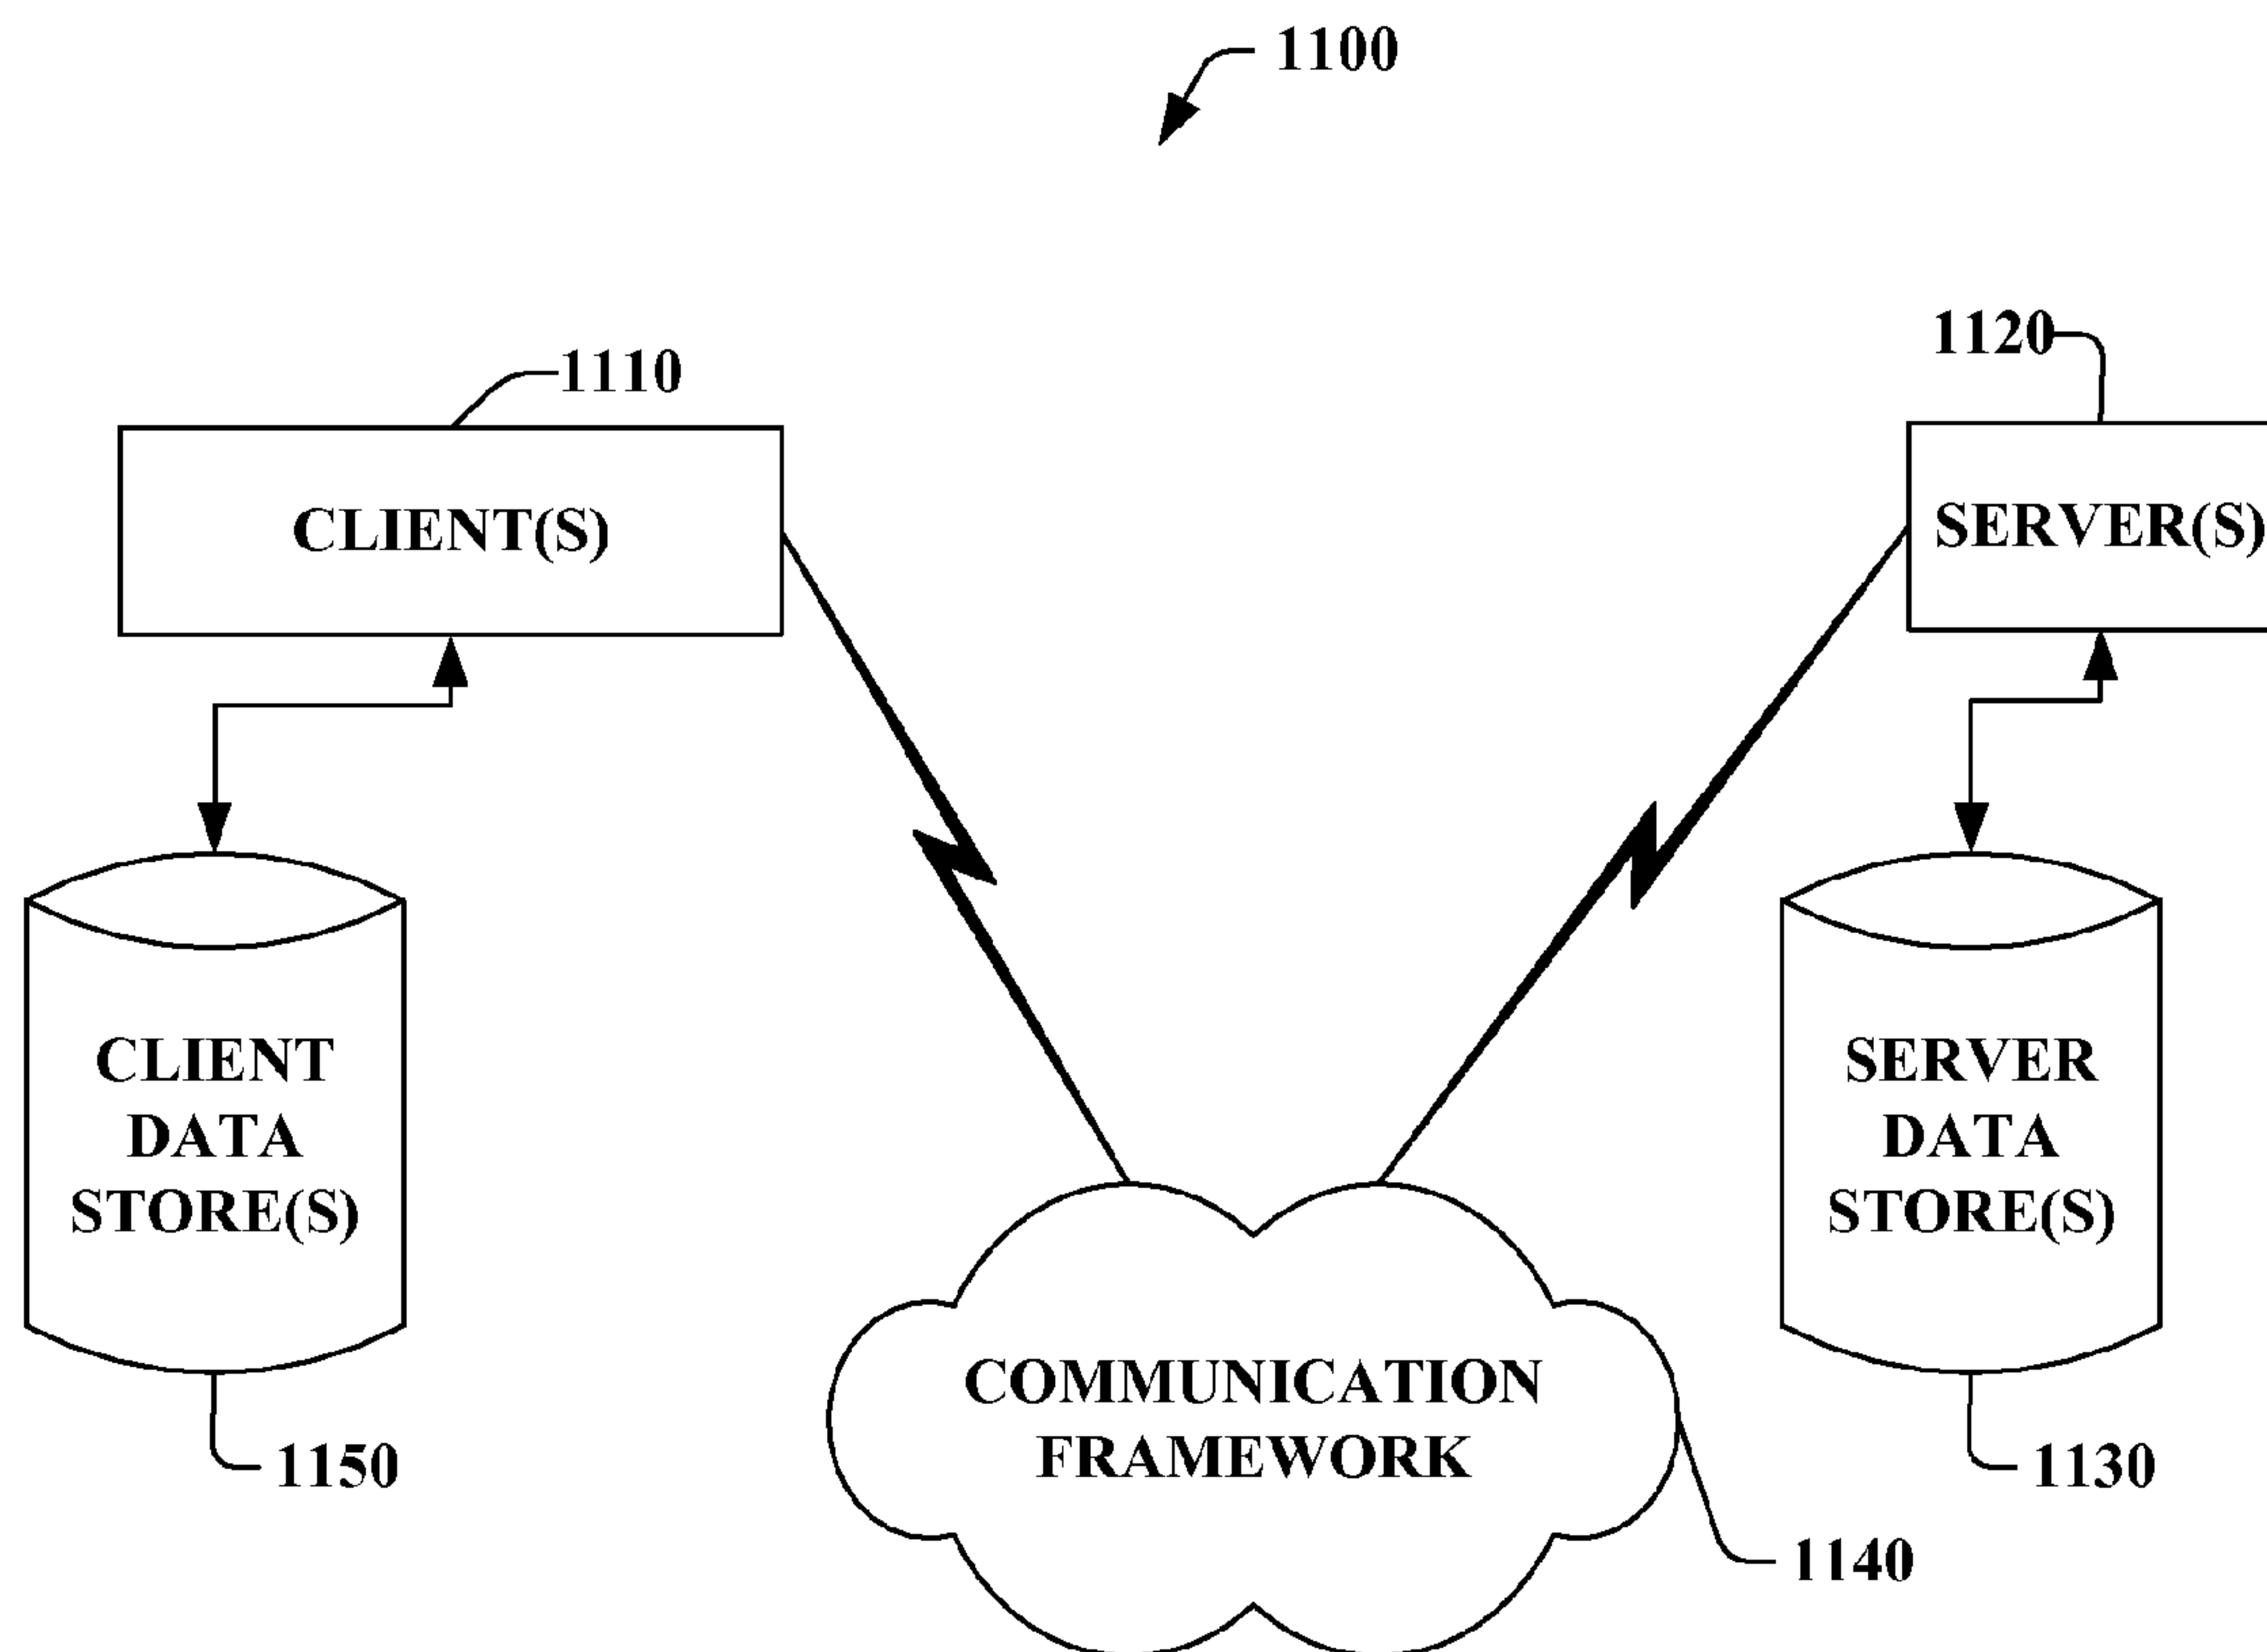 1100
1110
1120
CLIENT(S)
SERVER(S)
CLIENT
DATA
STORE(S)
SERVER
DATA
STORE(S)
COMMUNICATION
FRAMEWORK
1150
1130
1140